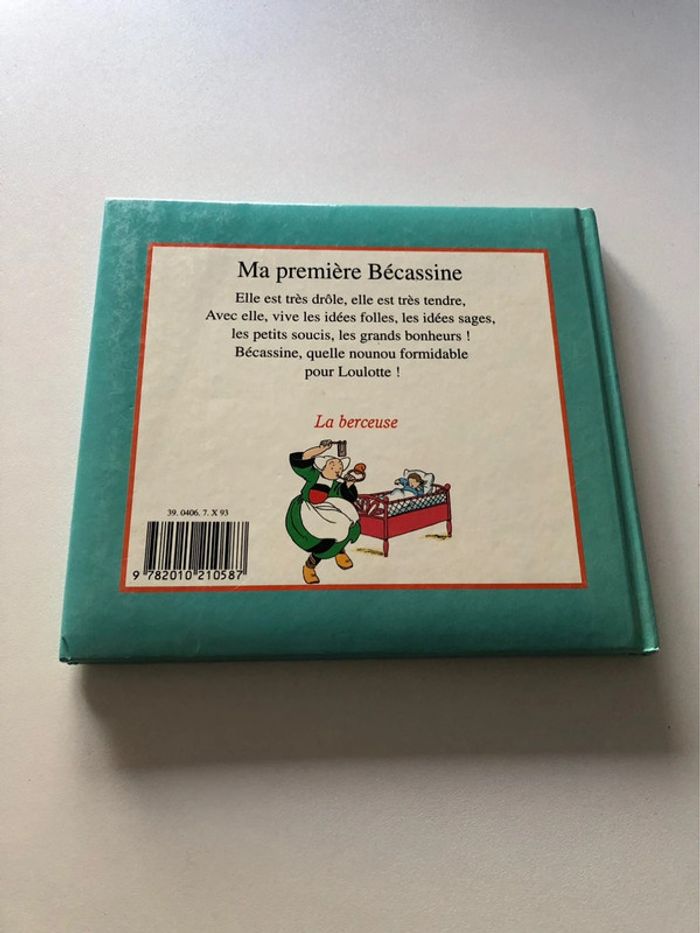 Ma première Bécassine
Elle est très drôle, elle est très tendre,
Avec elle, vive les idées folles, les idées sages,
les petits soucis, les grands bonheurs !
Bécassine, quelle nounou formidable
pour Loulotte !
La berceuse
39. 0406. 7. X 93
9 782010 210587